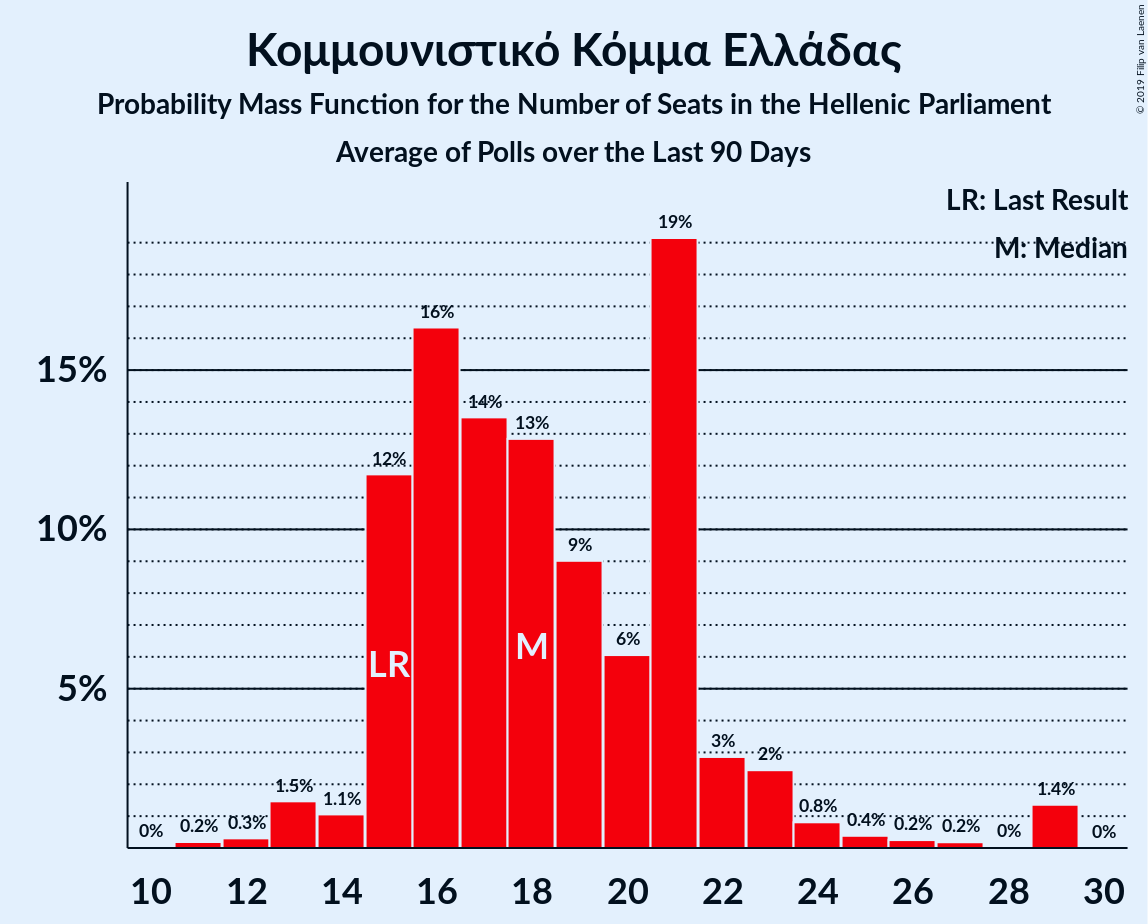 Κομμουνιστικό Κόμμα Ελλάδας
Probability Mass Function for the Number of Seats in the Hellenic Parliament
Average of Polls over the Last 90 Days
© 2019 Filip van Laenen
LR: Last Result
M: Median
15%
10%
5%
0%
0.2%
0.3%
1.5%
1.1%
12%
16%
14%
13%
9%
6%
19%
3%
2%
0.8%
0.4%
0.2%
0.2%
0%
1.4%
0%
LR
M
10 12 14 16 18 20 22 24 26 28 30